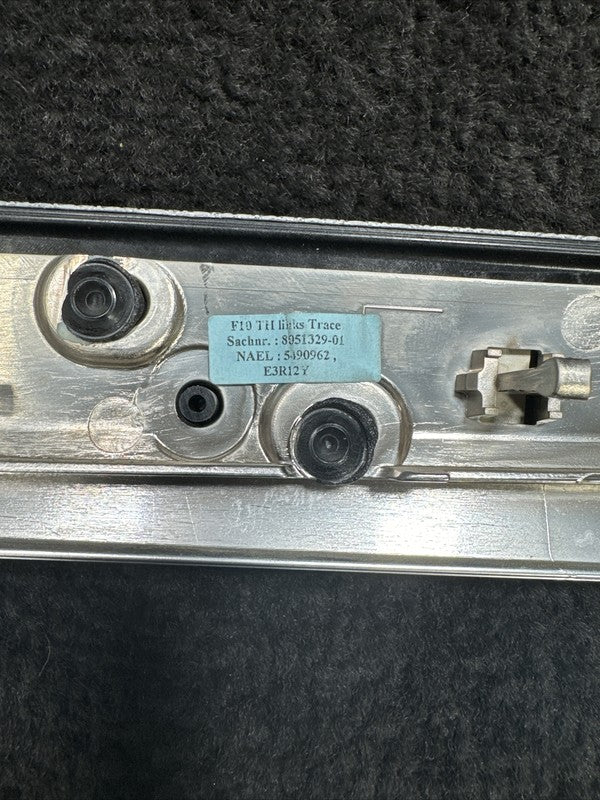 F10 TH links Trace
Sachnr. : 8051329-01
NAEL : 5490962 ,
E3R12Y